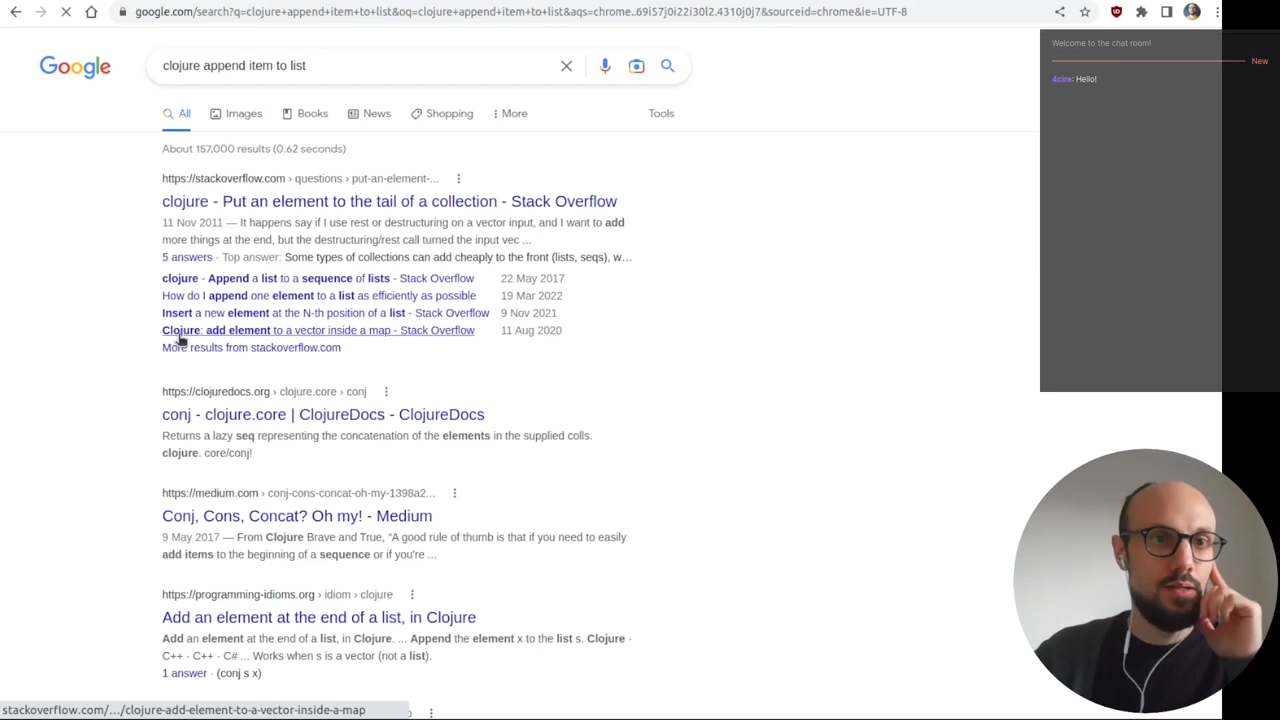 google.com/search?q=clojure+append+item+to+list&oq=clojure+append+item+to+list&aqs=chrome..69i57j0i22i30l2.4310j0j7&sourceid=chrome&ie=UTF-8
Welcome to the chat room!
New
4cire: Hello!
Google
clojure append item to list
All
Images
Books
News
Shopping
More
Tools
About 157,000 results (0.62 seconds)
https://stackoverflow.com › questions › put-an-element-...
clojure - Put an element to the tail of a collection - Stack Overflow
11 Nov 2011 — It happens say if I use rest or destructuring on a vector input, and I want to add
more things at the end, but the destructuring/rest call turned the input vec ...
5 answers · Top answer: Some types of collections can add cheaply to the front (lists, seqs), w…
clojure - Append a list to a sequence of lists - Stack Overflow 22 May 2017
How do I append one element to a list as efficiently as possible 19 Mar 2022
Insert a new element at the N-th position of a list - Stack Overflow 9 Nov 2021
Clojure: add element to a vector inside a map - Stack Overflow 11 Aug 2020
More results from stackoverflow.com
https://clojuredocs.org › clojure.core › conj
conj - clojure.core | ClojureDocs - ClojureDocs
Returns a lazy seq representing the concatenation of the elements in the supplied colls.
clojure. core/conj!
https://medium.com › conj-cons-concat-oh-my-1398a2...
Conj, Cons, Concat? Oh my! - Medium
9 May 2017 — From Clojure Brave and True, “A good rule of thumb is that if you need to easily
add items to the beginning of a sequence or if you're ...
https://programming-idioms.org › idiom › clojure
Add an element at the end of a list, in Clojure
Add an element at the end of a list, in Clojure. ... Append the element x to the list s. Clojure ·
C++ · C++ · C# ... Works when s is a vector (not a list).
1 answer · (conj s x)
stackoverflow.com/.../clojure-add-element-to-a-vector-inside-a-map